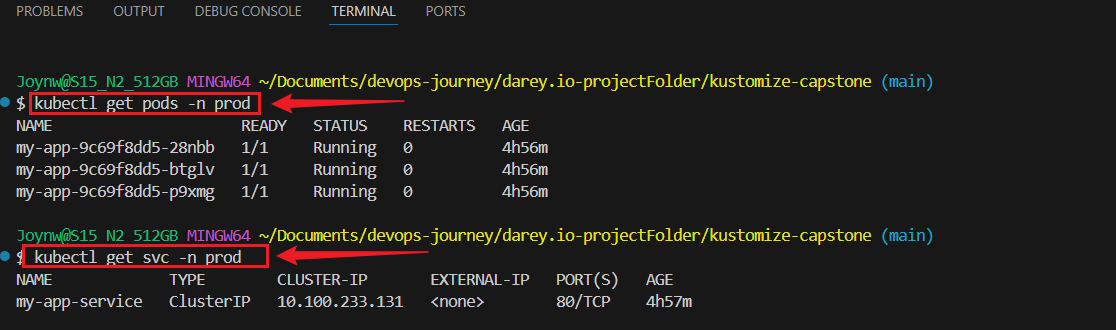 PROBLEMS OUTPUT DEBUG CONSOLE TERMINAL PORTS
Joynw@S15_N2_512GB MINGW64 ~/Documents/devops-journey/darey.io-projectFolder/kustomize-capstone (main)
$ kubectl get pods -n prod
NAME READY STATUS RESTARTS AGE
my-app-9c69f8dd5-28nbb 1/1 Running 0 4h56m
my-app-9c69f8dd5-btglv 1/1 Running 0 4h56m
my-app-9c69f8dd5-p9xmg 1/1 Running 0 4h56m
Joynw@S15_N2_512GB MINGW64 ~/Documents/devops-journey/darey.io-projectFolder/kustomize-capstone (main)
$ kubectl get svc -n prod
NAME TYPE CLUSTER-IP EXTERNAL-IP PORT(S) AGE
my-app-service ClusterIP 10.100.233.131 <none> 80/TCP 4h57m